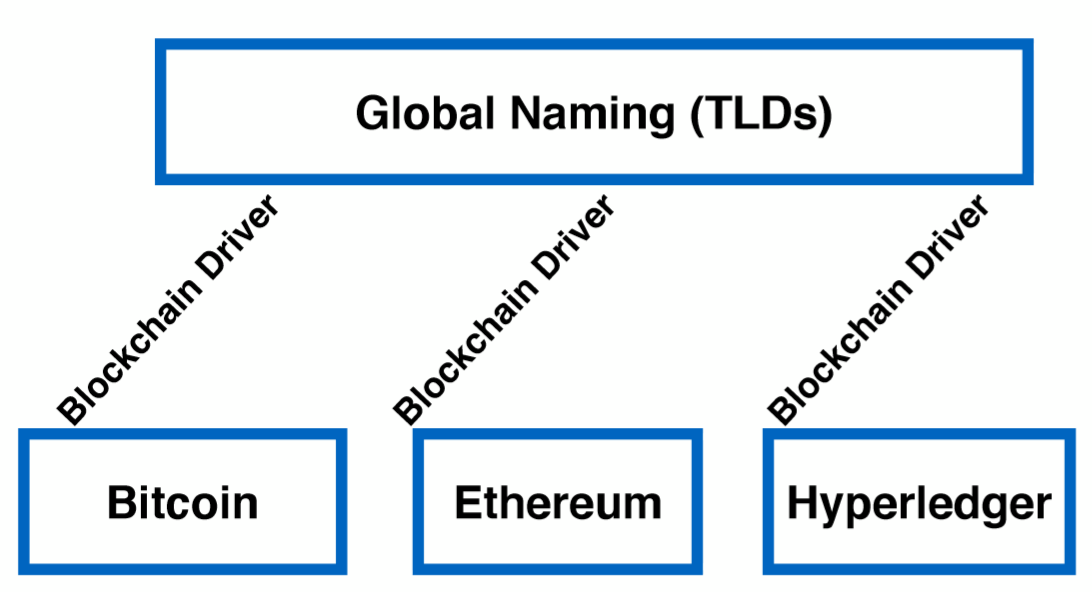 Global Naming (TLDs)
Blockchain Driver
Blockchain Driver
Blockchain Driver
Bitcoin
Ethereum
Hyperledger